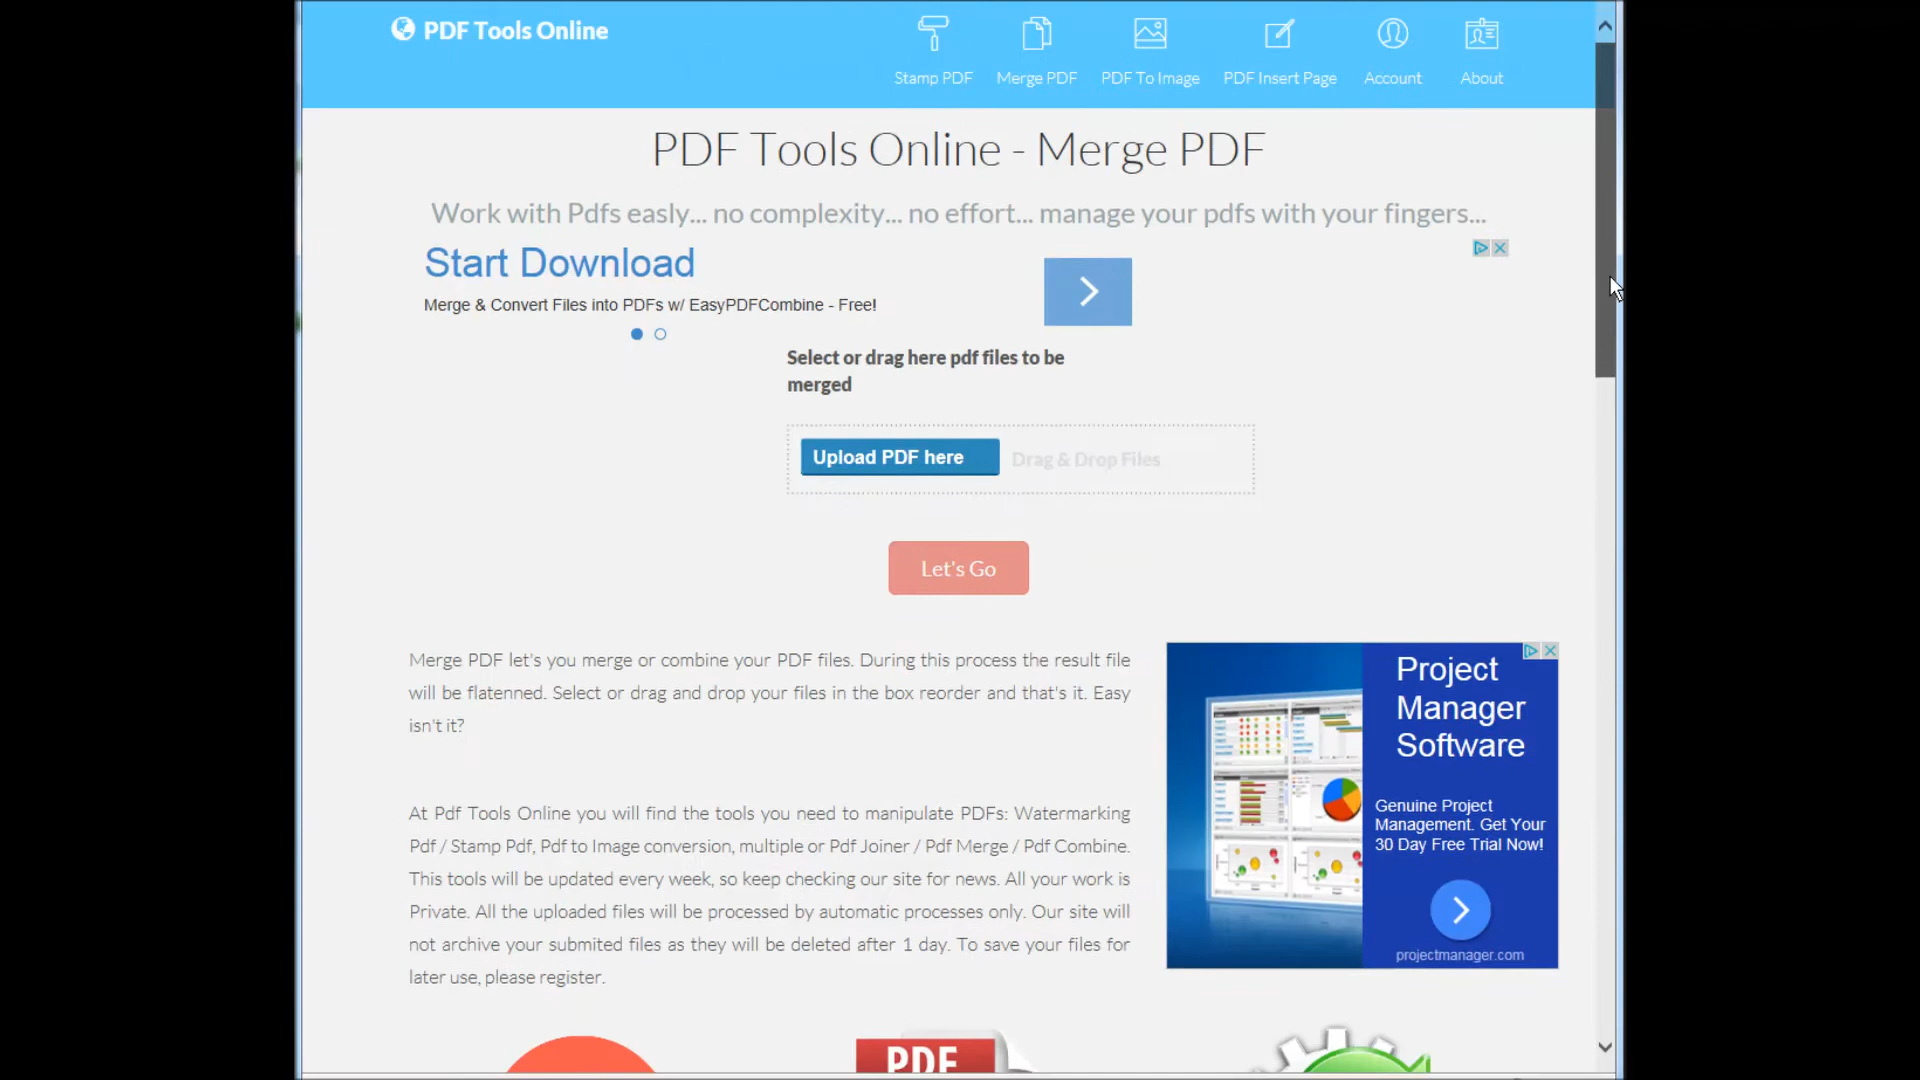 PDF Tools Online
Stamp PDF
Merge PDF
PDF To Image
PDF Insert Page
Account
About
PDF Tools Online - Merge PDF
Work with Pdfs easly... no complexity... no effort... manage your pdfs with your fingers...
Start Download
Merge & Convert Files into PDFs w/ EasyPDFCombine - Free!
Select or drag here pdf files to be
merged
Upload PDF here
Drag & Drop Files
Let's Go
Merge PDF let's you merge or combine your PDF files. During this process the result file
will be flatenned. Select or drag and drop your files in the box reorder and that's it. Easy
isn't it?
At Pdf Tools Online you will find the tools you need to manipulate PDFs: Watermarking
Pdf / Stamp Pdf, Pdf to Image conversion, multiple or Pdf Joiner / Pdf Merge / Pdf Combine.
This tools will be updated every week, so keep checking our site for news. All your work is
Private. All the uploaded files will be processed by automatic processes only. Our site will
not archive your submited files as they will be deleted after 1 day. To save your files for
later use, please register.
Project
Manager
Software
Genuine Project
Management. Get Your
30 Day Free Trial Now!
projectmanager.com
PDF